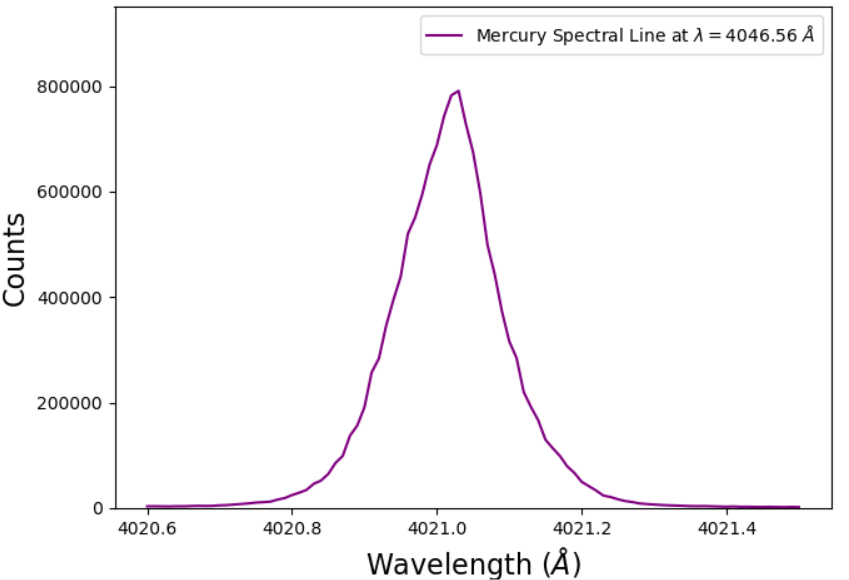 Mercury Spectral Line at λ = 4046.56 Å
800000
600000
400000
200000
0
Counts
4020.6 4020.8 4021.0 4021.2 4021.4
Wavelength (Å)